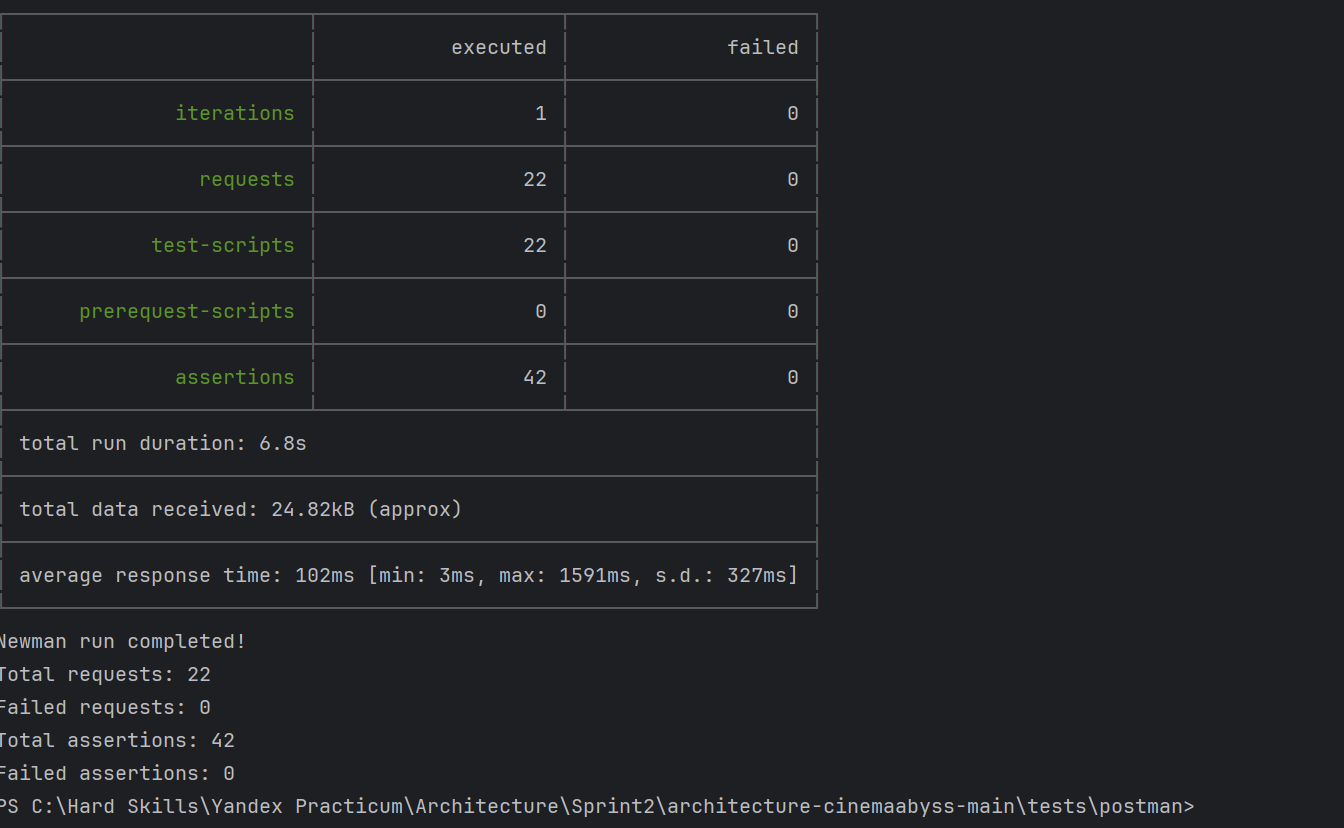 executed failed
iterations 1 0
requests 22 0
test-scripts 22 0
prerequest-scripts 0 0
assertions 42 0
total run duration: 6.8s
total data received: 24.82kB (approx)
average response time: 102ms [min: 3ms, max: 1591ms, s.d.: 327ms]
Newman run completed!
Total requests: 22
Failed requests: 0
Total assertions: 42
Failed assertions: 0
PS C:\Hard Skills\Yandex Practicum\Architecture\Sprint2\architecture-cinemaabyss-main\tests\postman>